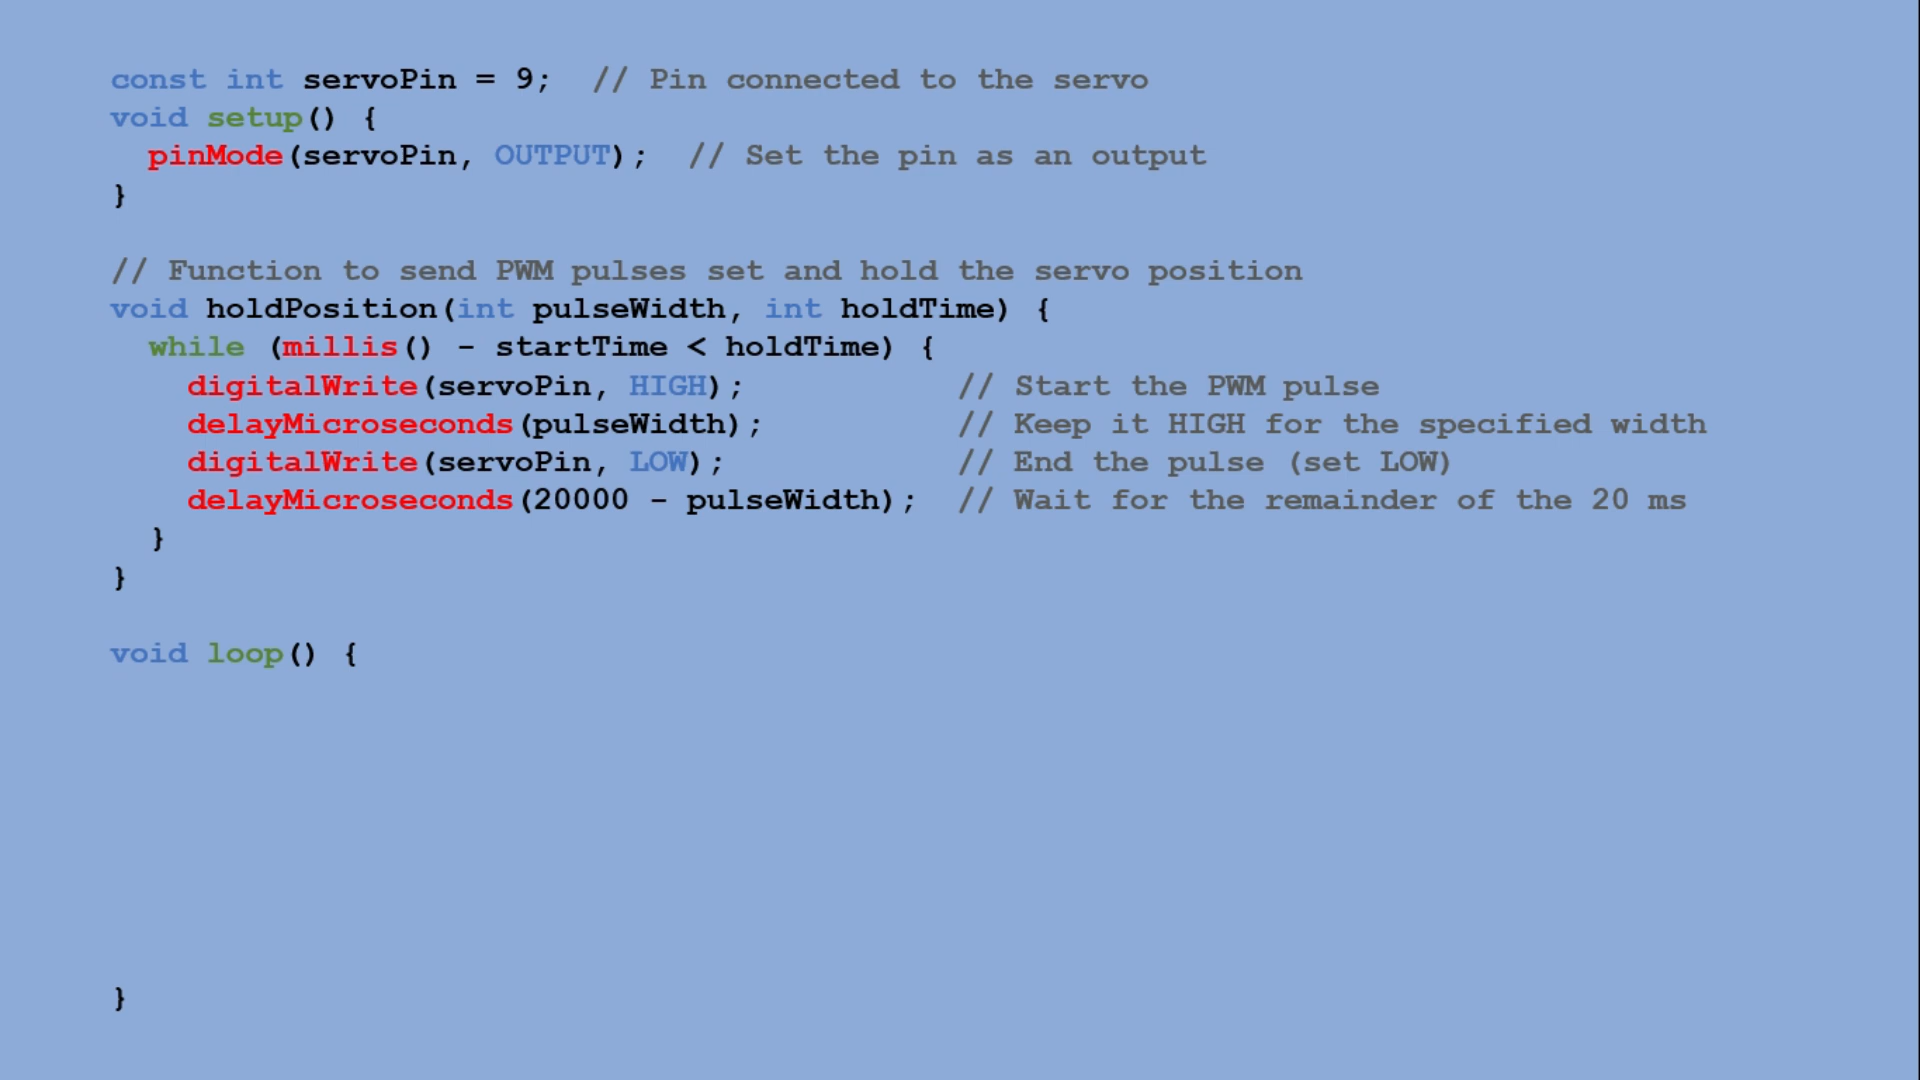 const int servoPin = 9;  // Pin connected to the servo
void setup() {
  pinMode(servoPin, OUTPUT);  // Set the pin as an output
}

// Function to send PWM pulses set and hold the servo position
void holdPosition(int pulseWidth, int holdTime) {
  while (millis() - startTime < holdTime) {
    digitalWrite(servoPin, HIGH);           // Start the PWM pulse
    delayMicroseconds(pulseWidth);          // Keep it HIGH for the specified width
    digitalWrite(servoPin, LOW);            // End the pulse (set LOW)
    delayMicroseconds(20000 - pulseWidth);  // Wait for the remainder of the 20 ms
  }
}

void loop() {
}